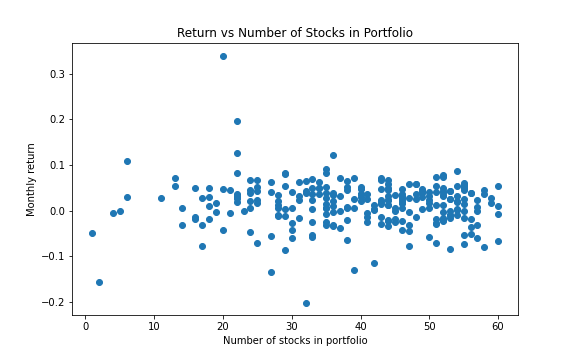 Return vs Number of Stocks in Portfolio
0.3
0.2
0.1
0.0
−0.1
−0.2
Monthly return
0 10 20 30 40 50 60
Number of stocks in portfolio